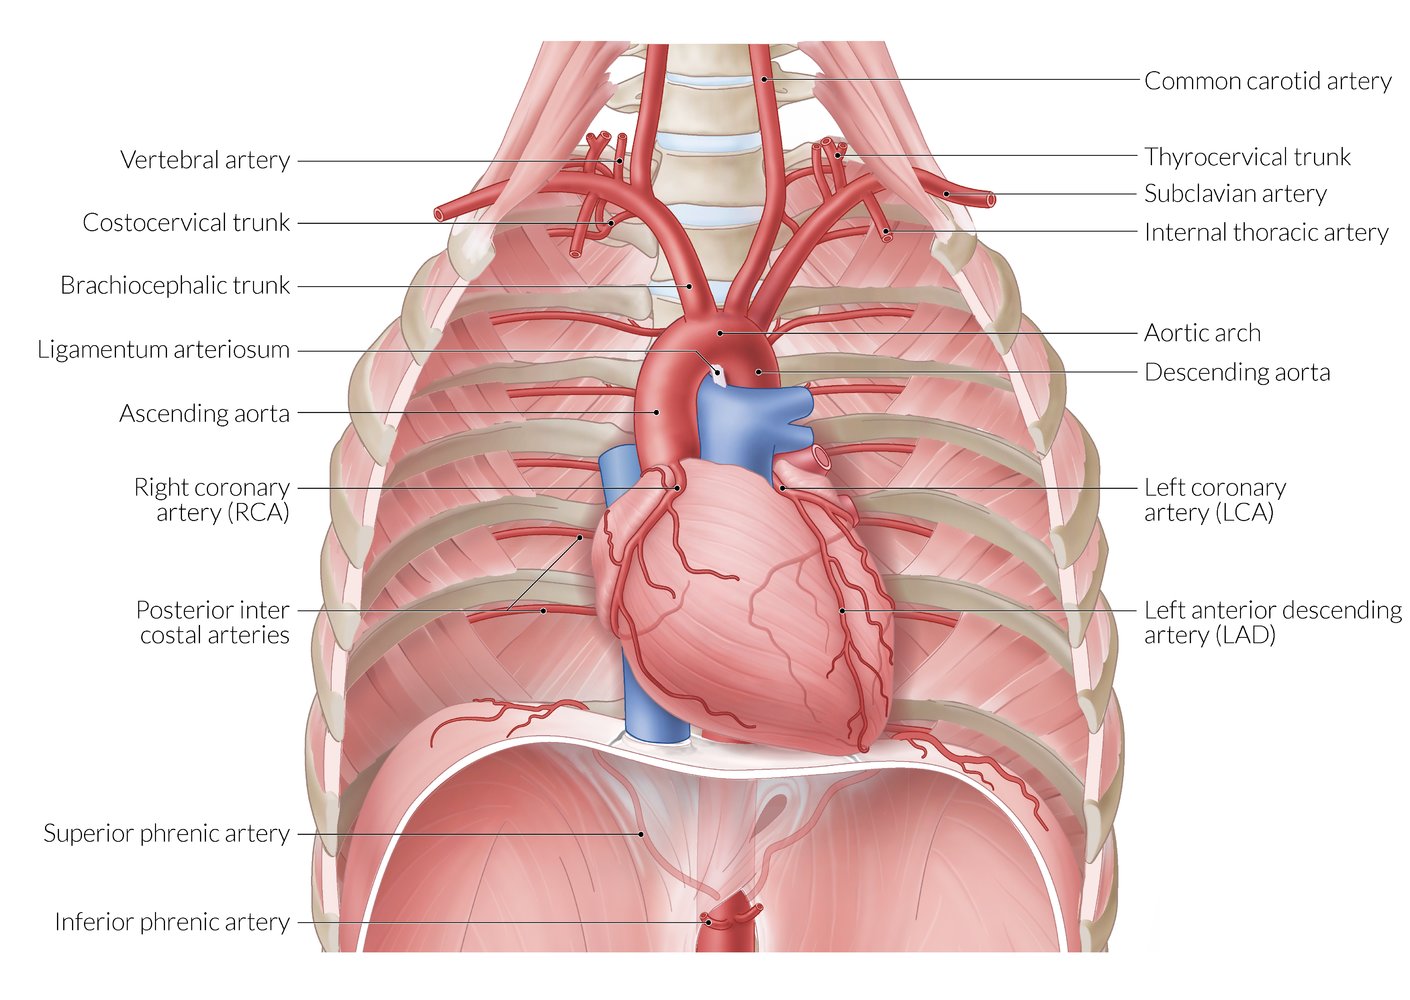 Vertebral artery
Costocervical trunk
Brachiocephalic trunk
Ligamentum arteriosum
Ascending aorta
Right coronary
artery (RCA)
Posterior inter
costal arteries
Superior phrenic artery
Inferior phrenic artery
Common carotid artery
Thyrocervical trunk
Subclavian artery
Internal thoracic artery
Aortic arch
Descending aorta
Left coronary
artery (LCA)
Left anterior descending
artery (LAD)